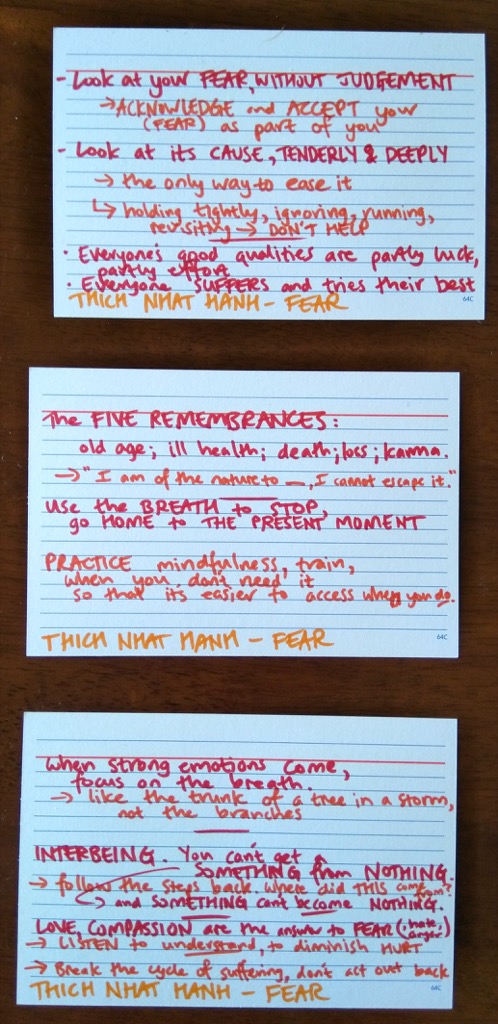 - Look at your FEAR, WITHOUT JUDGEMENT
→ ACKNOWLEDGE and ACCEPT your
(FEAR) as part of you
- Look at its CAUSE, TENDERLY & DEEPLY
→ the only way to ease it
↳ holding tightly, ignoring, running,
revisiting → DON'T HELP
· Everyone's good qualities are partly luck,
partly effort
· Everyone SUFFERS and tries their best
THICH NHAT HANH - FEAR
64C
The FIVE REMEMBRANCES:
old age; ill health; death; loss; karma.
→ "I am of the nature to —, I cannot escape it."
Use the BREATH to STOP,
go HOME to THE PRESENT MOMENT
PRACTICE mindfulness, train,
when you don't need it
so that its easier to access when you do.
THICH NHAT HANH - FEAR
64C
When strong emotions come,
focus on the breath.
→ like the trunk of a tree in a storm,
not the branches
INTERBEING. You can't get
SOMETHING from NOTHING.
→ follow the steps back. Where did THIS come from?
↳ and SOMETHING can't become NOTHING.
LOVE, COMPASSION are the answer to FEAR (, hate, anger)
→ LISTEN to understand, to diminish HURT
→ Break the cycle of suffering, don't act out back
THICH NHAT HANH - FEAR
64C